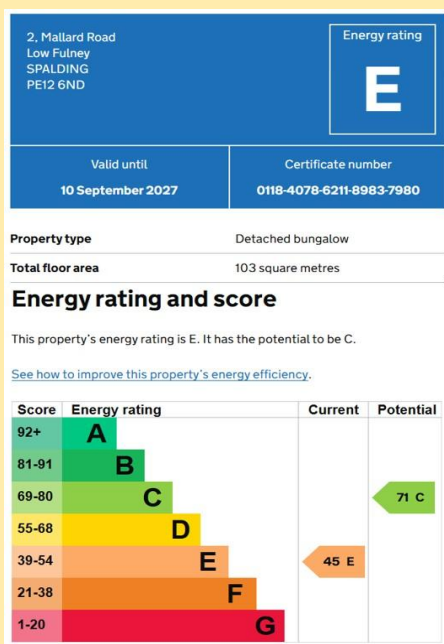 2, Mallard Road
Low Fulney
SPALDING
PE12 6ND
Energy rating
E
Valid until
10 September 2027
Certificate number
0118-4078-6211-8983-7980
Property type Detached bungalow
Total floor area 103 square metres
Energy rating and score
This property's energy rating is E. It has the potential to be C.
See how to improve this property's energy efficiency.
Score Energy rating Current Potential
92+ A
81-91 B
69-80 C 71 C
55-68 D
39-54 E 45 E
21-38 F
1-20 G